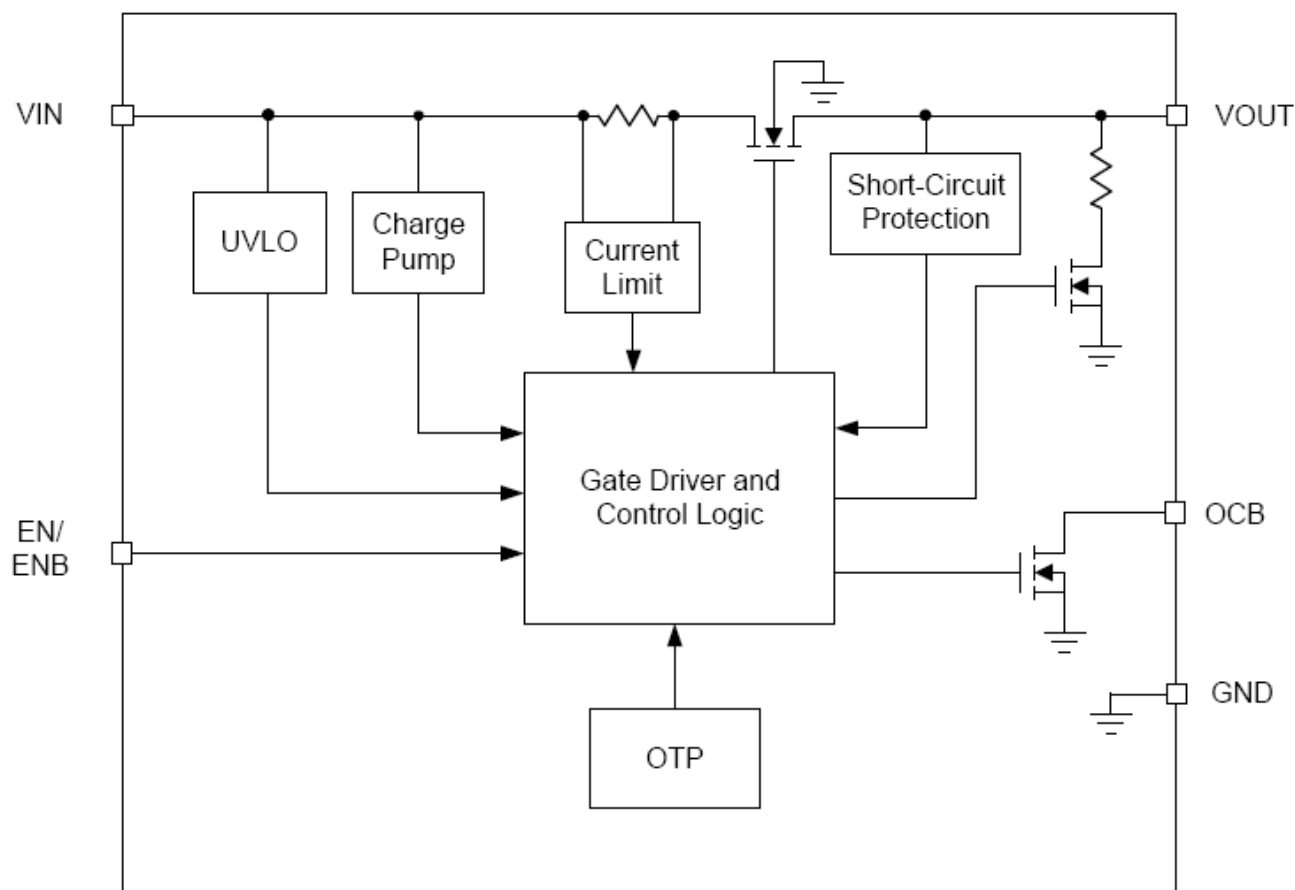 VIN
VOUT
UVLO
Charge
Pump
Current
Limit
Short-Circuit
Protection
Gate Driver and
Control Logic
EN/
ENB
OCB
GND
OTP